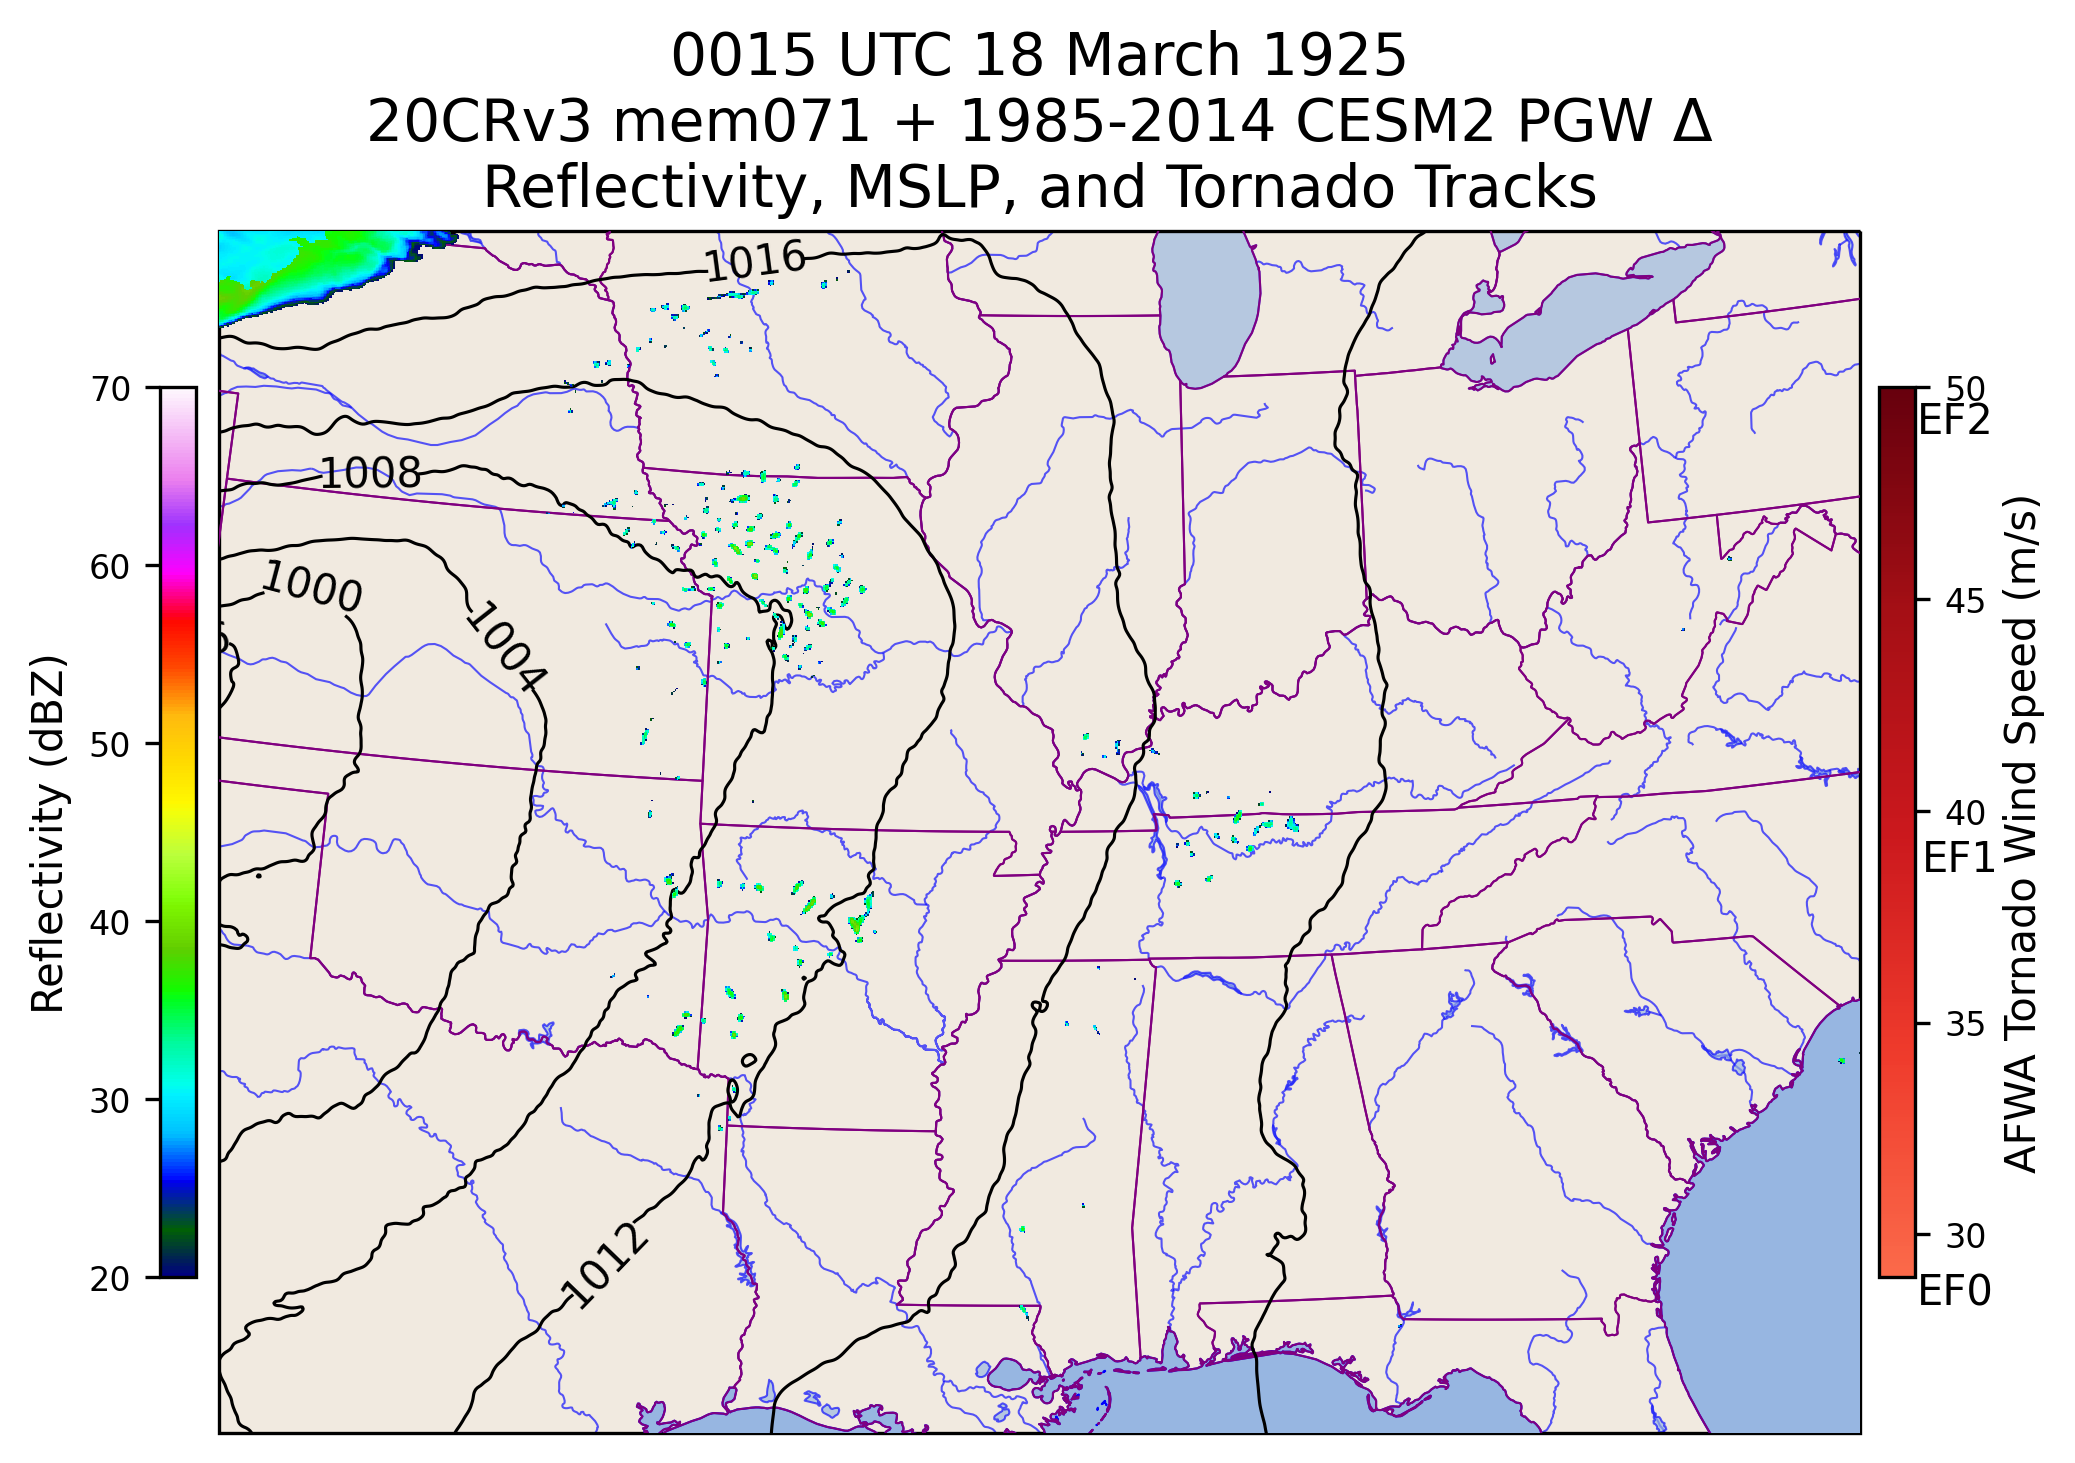 0015 UTC 18 March 1925
20CRv3 mem071 + 1985-2014 CESM2 PGW Δ
Reflectivity, MSLP, and Tornado Tracks
1016
1008
1000
1004
1012
70
60
50
40
30
20
Reflectivity (dBZ)
50
EF2
45
40
EF1
35
30
EF0
AFWA Tornado Wind Speed (m/s)